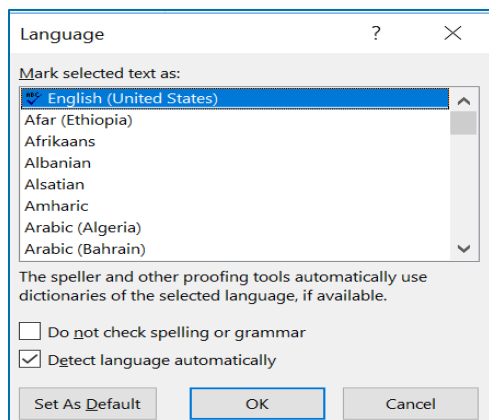 Language ?
Mark selected text as:
ABC English (United States)
Afar (Ethiopia)
Afrikaans
Albanian
Alsatian
Amharic
Arabic (Algeria)
Arabic (Bahrain)
The speller and other proofing tools automatically use
dictionaries of the selected language, if available.
Do not check spelling or grammar
Detect language automatically
Set As Default OK Cancel